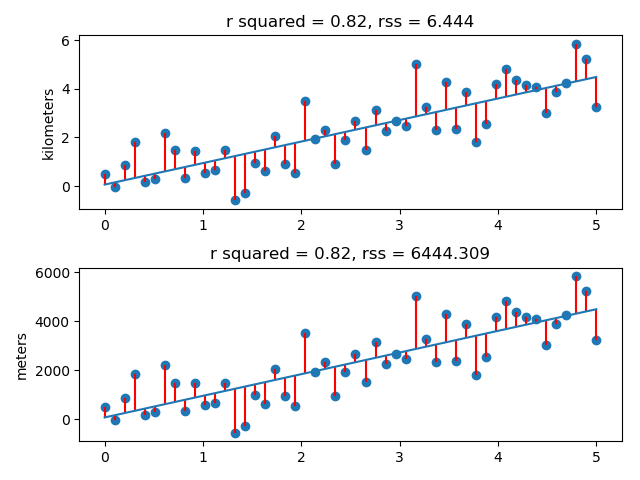 r squared = 0.82, rss = 6.444
kilometers
6
4
2
0
0 1 2 3 4 5
r squared = 0.82, rss = 6444.309
meters
6000
4000
2000
0
0 1 2 3 4 5